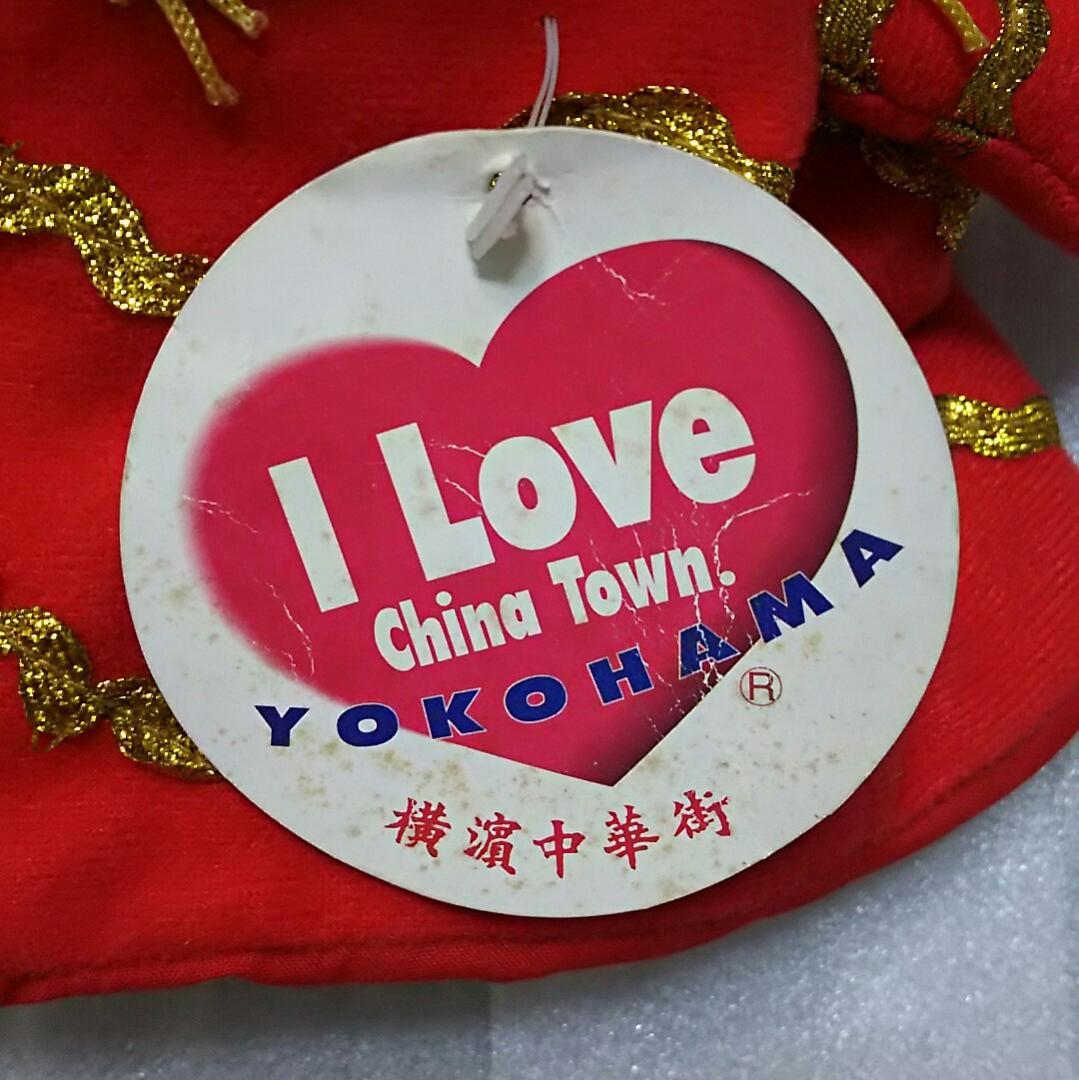 I Love
China Town.
YOKOHAMA
®
横濱中華街